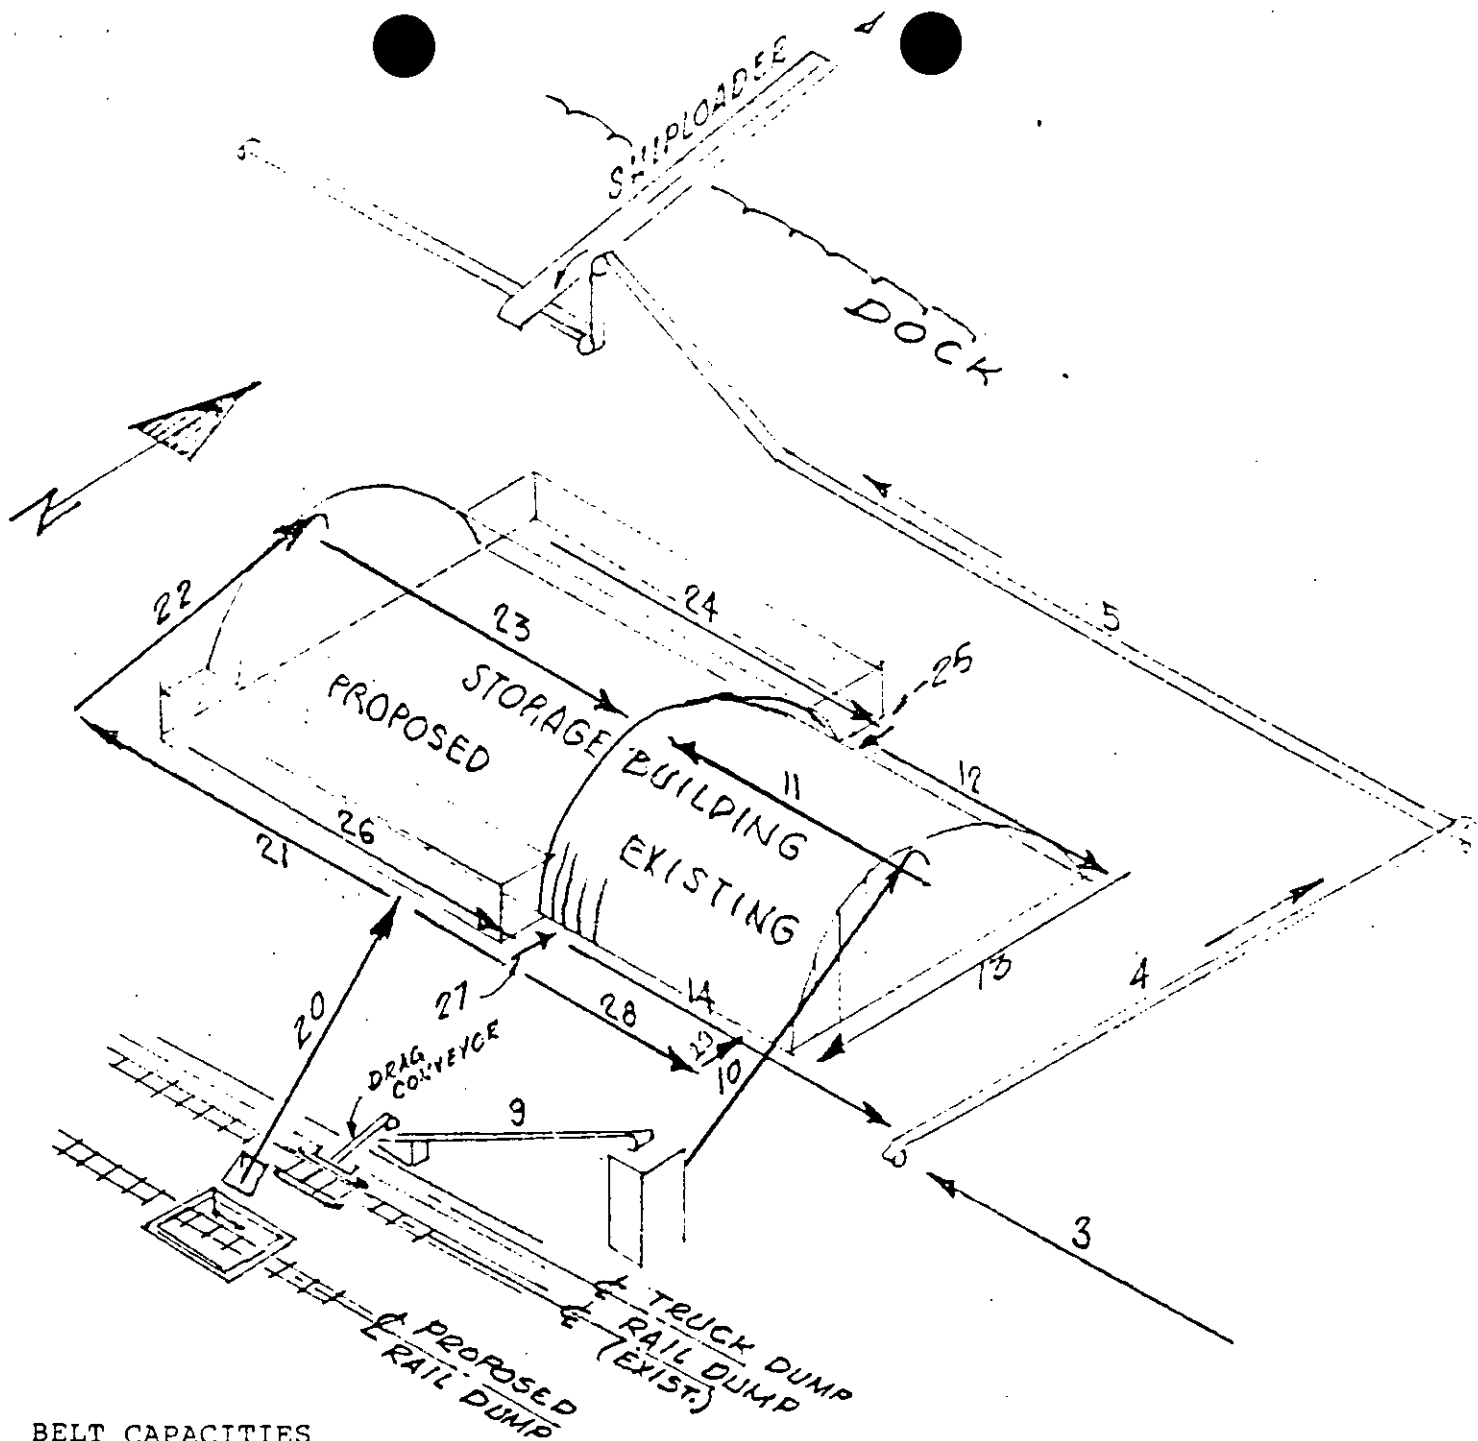 SHIPLOADER
DOCK
N
5
22
24
23
25
STORAGE BUILDING
PROPOSED
EXISTING
11
12
26
21
13
4
14
27
28
29
20
10
DRAG
CONVEYOR
9
3
℄ TRUCK DUMP
℄ RAIL DUMP
(EXIST.)
℄ PROPOSED
RAIL DUMP
BELT CAPACITIES